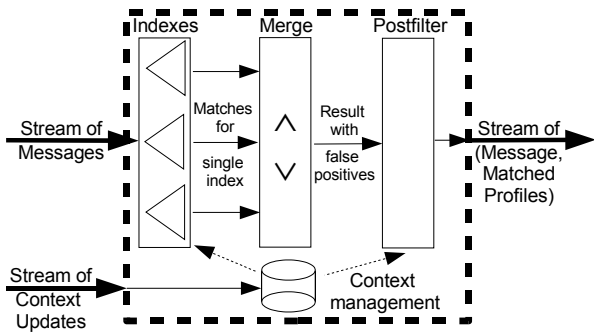 Indexes
Merge
Postfilter
Stream of
Messages
Matches
for
single
index
∧
∨
Result
with
false
positives
Stream of
(Message,
Matched
Profiles)
Stream of
Context
Updates
Context
management